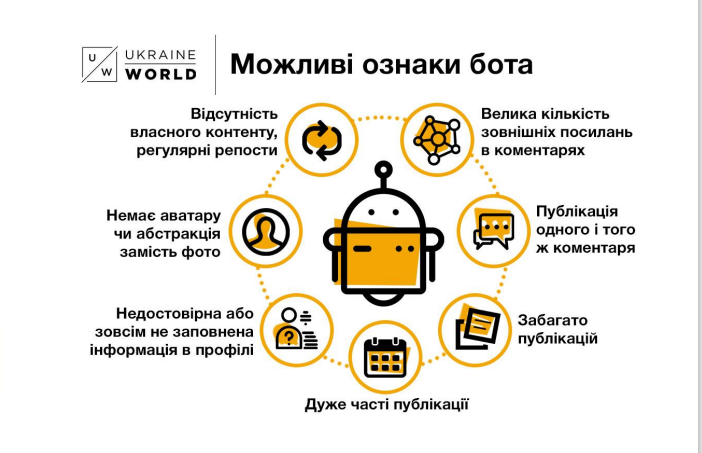 U
W
UKRAINE
WORLD
Можливі ознаки бота
Відсутність
власного контенту,
регулярні репости
Велика кількість
зовнішніх посилань
в коментарях
Немає аватару
чи абстракція
замість фото
Публікація
одного і того
ж коментаря
Недостовірна або
зовсім не заповнена
інформація в профілі
?
Забагато
публікацій
Дуже часті публікації